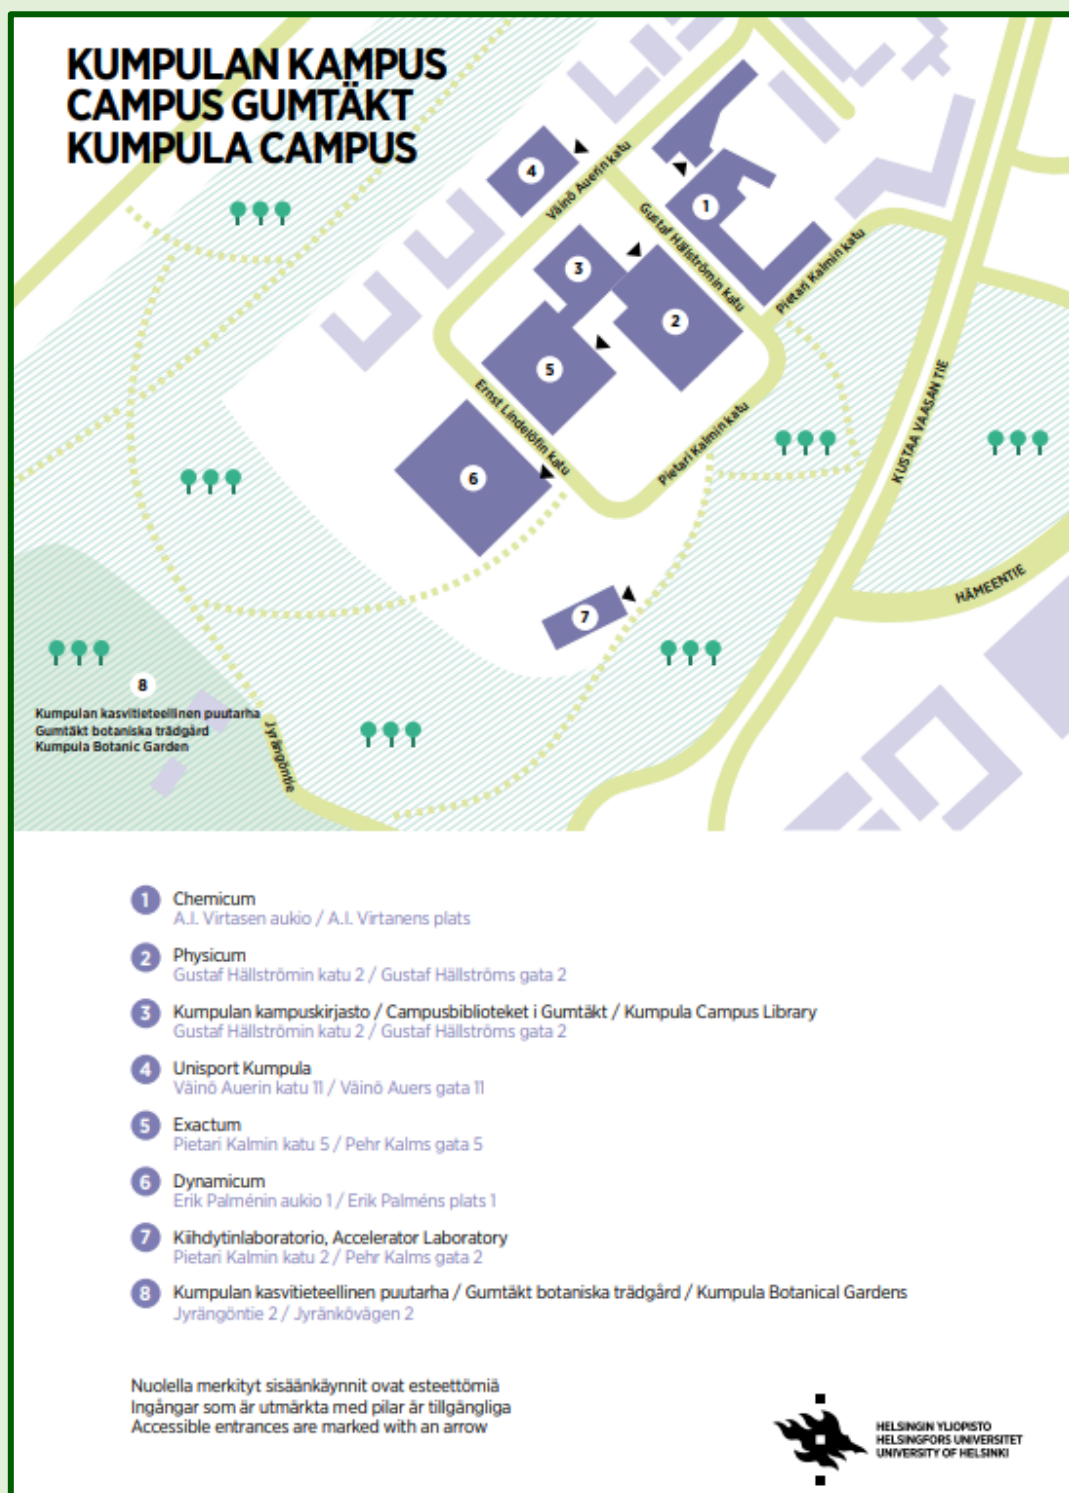 KUMPULAN KAMPUS
CAMPUS GUMTÄKT
KUMPULA CAMPUS
4
Väinö Auerin katu
1
Gustaf Hällströmin katu
3
Pietari Kalmin katu
2
5
Ernst Lindelöfin katu
KUSTAA VAASAN TIE
Pietari Kalmin katu
6
HÄMEENTIE
7
8
Kumpulan kasvitieteellinen puutarha
Gumtäkt botaniska trädgård
Kumpula Botanic Garden
Jyrängöntie
1 Chemicum
A.I. Virtasen aukio / A.I. Virtanens plats
2 Physicum
Gustaf Hällströmin katu 2 / Gustaf Hällströms gata 2
3 Kumpulan kampuskirjasto / Campusbiblioteket i Gumtäkt / Kumpula Campus Library
Gustaf Hällströmin katu 2 / Gustaf Hällströms gata 2
4 Unisport Kumpula
Väinö Auerin katu 11 / Väinö Auers gata 11
5 Exactum
Pietari Kalmin katu 5 / Pehr Kalms gata 5
6 Dynamicum
Erik Palménin aukio 1 / Erik Palméns plats 1
7 Kiihdytinlaboratorio, Accelerator Laboratory
Pietari Kalmin katu 2 / Pehr Kalms gata 2
8 Kumpulan kasvitieteellinen puutarha / Gumtäkt botaniska trädgård / Kumpula Botanical Gardens
Jyrängöntie 2 / Jyränkövägen 2
Nuolella merkityt sisäänkäynnit ovat esteettömiä
Ingångar som är utmärkta med pilar är tillgängliga
Accessible entrances are marked with an arrow
HELSINGIN YLIOPISTO
HELSINGFORS UNIVERSITET
UNIVERSITY OF HELSINKI